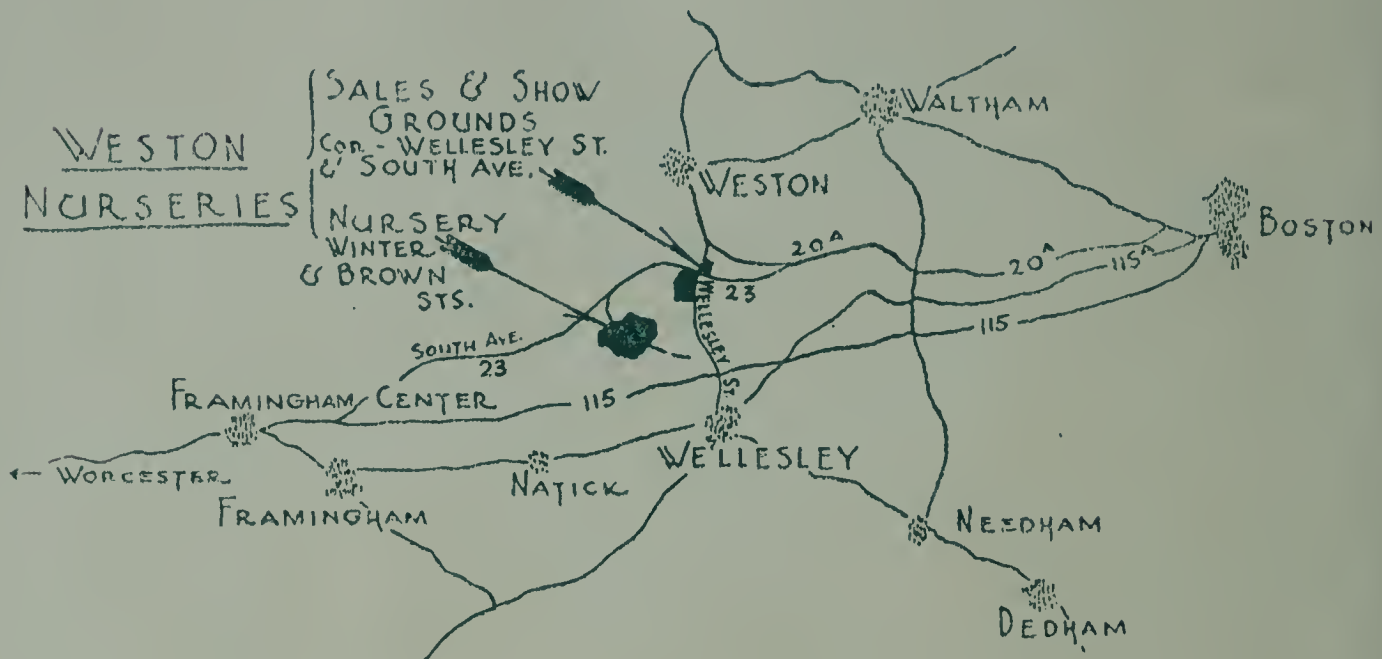 WESTON
NURSERIES
SALES & SHOW
GROUNDS
COR. - WELLESLEY ST.
& SOUTH AVE.
NURSERY
WINTER
& BROWN
STS.
WALTHAM
WESTON
BOSTON
20A
20A
115A
23
WELLESLEY ST.
115
SOUTH AVE.
23
FRAMINGHAM CENTER
115
WELLESLEY
← WORCESTER
NATICK
FRAMINGHAM
NEEDHAM
DEDHAM